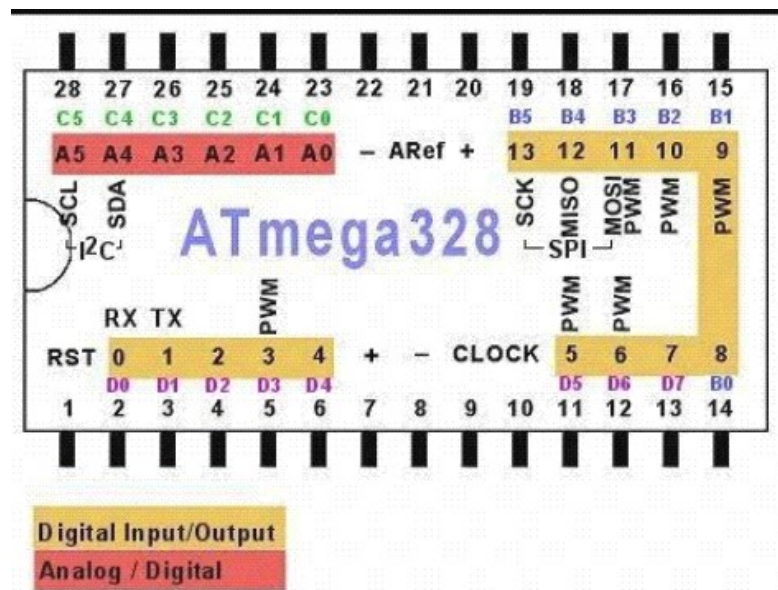 28 27 26 25 24 23 22 21 20 19 18 17 16 15
C5 C4 C3 C2 C1 C0 B5 B4 B3 B2 B1
A5 A4 A3 A2 A1 A0 - ARef + 13 12 11 10 9
SCL SDA SCK MISO MOSI PWM PWM PWM
I²C ATmega328 SPI
RX TX PWM PWM PWM
RST 0 1 2 3 4 + - CLOCK 5 6 7 8
D0 D1 D2 D3 D4 D5 D6 D7 B0
1 2 3 4 5 6 7 8 9 10 11 12 13 14
Digital Input/Output
Analog / Digital